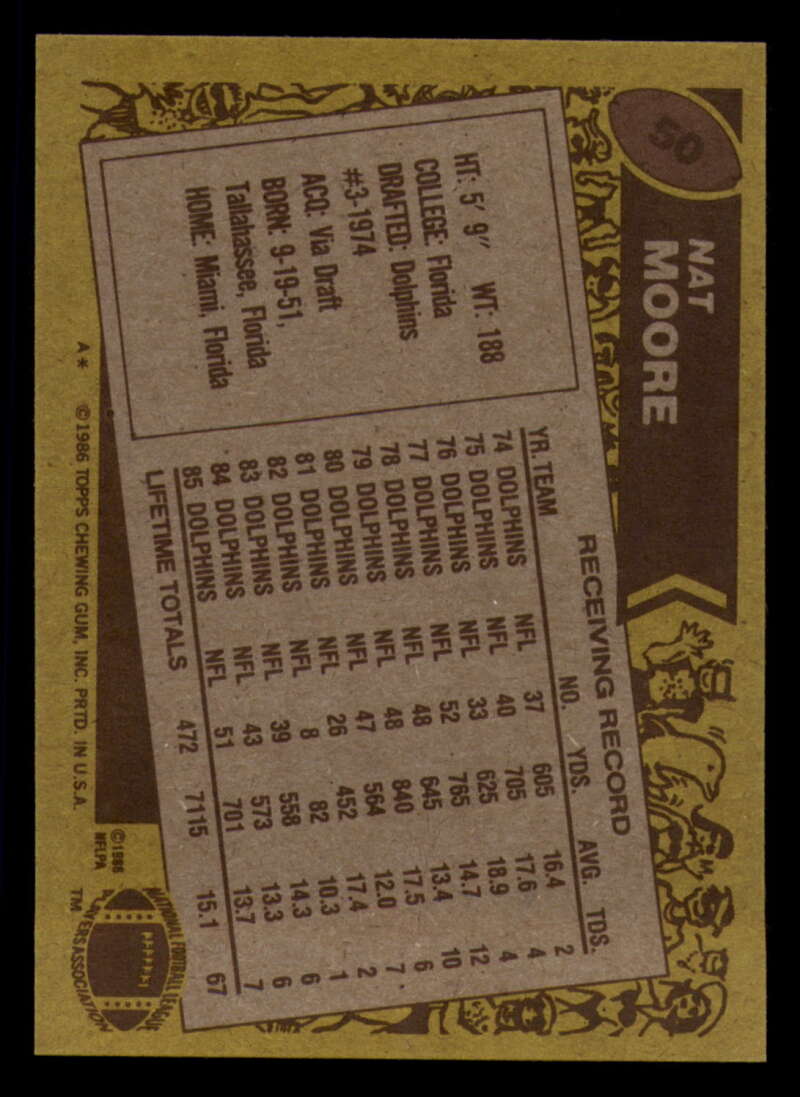 50
NAT
MOORE
HT: 5' 9" WT: 188
COLLEGE: Florida
DRAFTED: Dolphins
#3-1974
ACQ: Via Draft
BORN: 9-19-51,
Tallahassee, Florida
HOME: Miami, Florida
RECEIVING RECORD
YR. TEAM NO. YDS. AVG. TDS.
74 DOLPHINS NFL 37 605 16.4 2
75 DOLPHINS NFL 40 705 17.6 4
76 DOLPHINS NFL 33 625 18.9 4
77 DOLPHINS NFL 52 765 14.7 12
78 DOLPHINS NFL 48 645 13.4 10
79 DOLPHINS NFL 48 840 17.5 6
80 DOLPHINS NFL 47 564 12.0 7
81 DOLPHINS NFL 26 452 17.4 2
82 DOLPHINS NFL 8 82 10.3 1
83 DOLPHINS NFL 39 558 14.3 6
84 DOLPHINS NFL 43 573 13.3 6
85 DOLPHINS NFL 51 701 13.7 7
LIFETIME TOTALS 472 7115 15.1 67
A* ©1986 TOPPS CHEWING GUM, INC. PRTD. IN U.S.A.
©1986
NFLPA
NATIONAL FOOTBALL LEAGUE
PLAYERS ASSOCIATION
TM